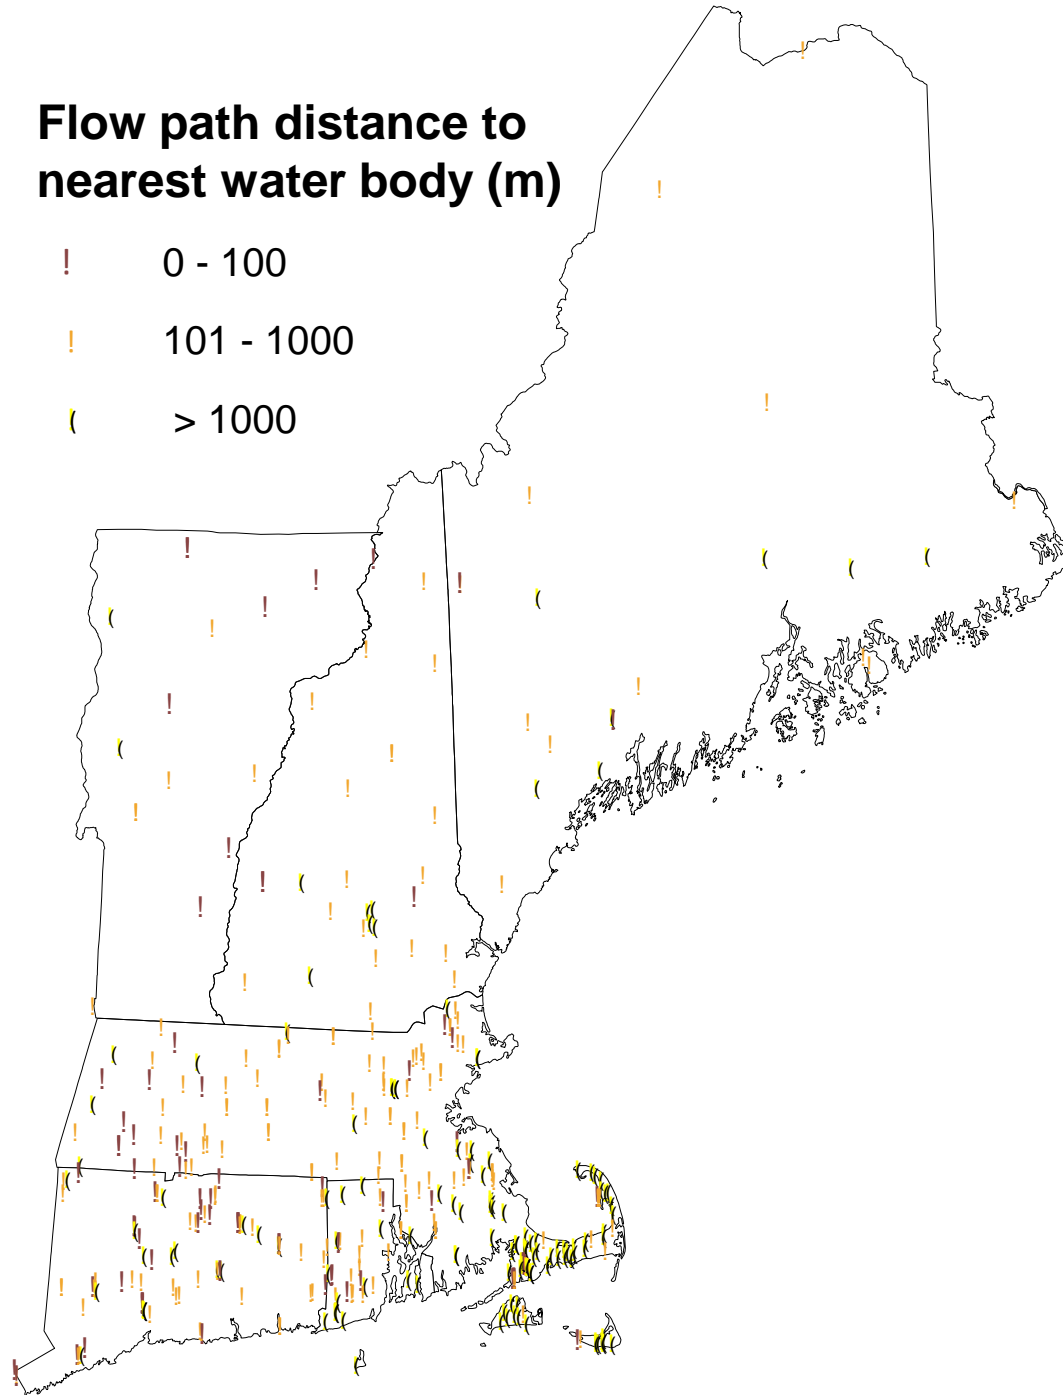 Flow path distance to
nearest water body (m)
! 0 - 100
! 101 - 1000
( > 1000